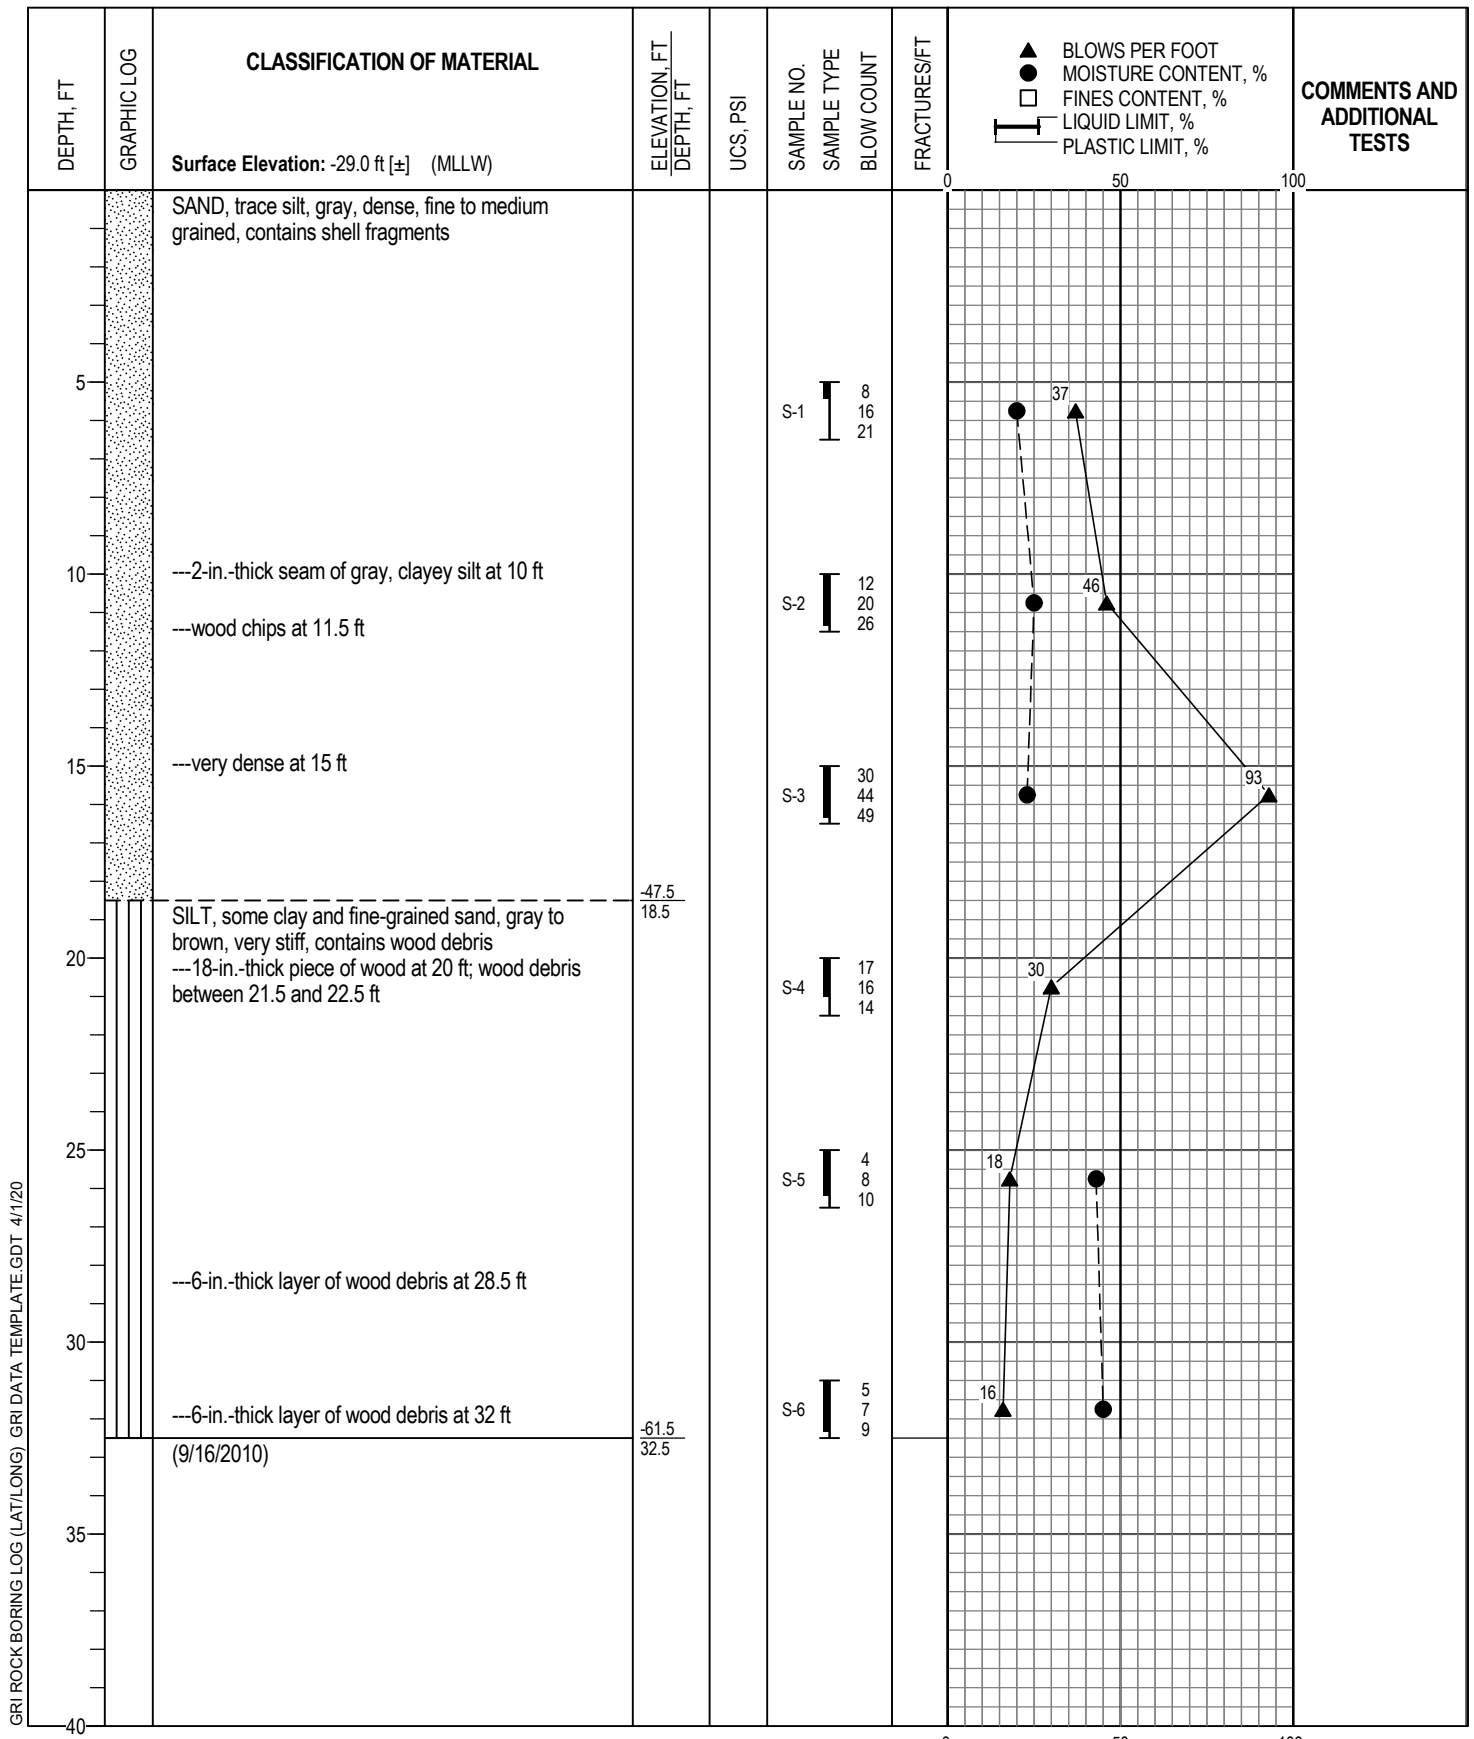 DEPTH, FT
GRAPHIC LOG
CLASSIFICATION OF MATERIAL
Surface Elevation: -29.0 ft [±] (MLLW)
ELEVATION, FT
DEPTH, FT
UCS, PSI
SAMPLE NO.
SAMPLE TYPE
BLOW COUNT
FRACTURES/FT
BLOWS PER FOOT
MOISTURE CONTENT, %
FINES CONTENT, %
LIQUID LIMIT, %
PLASTIC LIMIT, %
COMMENTS AND
ADDITIONAL
TESTS
0 50 100
SAND, trace silt, gray, dense, fine to medium
grained, contains shell fragments
5
S-1
8
16
21
37
10
---2-in.-thick seam of gray, clayey silt at 10 ft
---wood chips at 11.5 ft
S-2
12
20
26
46
15
---very dense at 15 ft
S-3
30
44
49
93
-47.5
18.5
SILT, some clay and fine-grained sand, gray to
brown, very stiff, contains wood debris
20
---18-in.-thick piece of wood at 20 ft; wood debris
between 21.5 and 22.5 ft
S-4
17
16
14
30
25
S-5
4
8
10
18
---6-in.-thick layer of wood debris at 28.5 ft
30
---6-in.-thick layer of wood debris at 32 ft
S-6
5
7
9
16
-61.5
32.5
(9/16/2010)
35
40
0 50 100
GRI ROCK BORING LOG (LAT/LONG) GRI DATA TEMPLATE.GDT 4/1/20